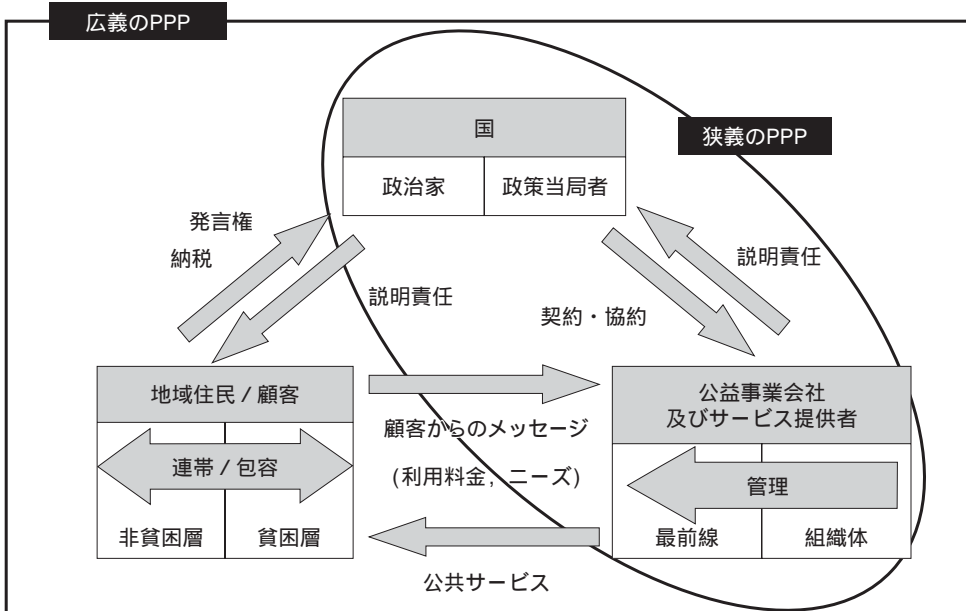 広義のPPP
国
狭義のPPP
政治家
政策当局者
発言権
納税
説明責任
説明責任
契約・協約
地域住民 / 顧客
公益事業会社
及びサービス提供者
顧客からのメッセージ
(利用料金，ニーズ)
連帯 / 包容
管理
非貧困層
貧困層
最前線
組織体
公共サービス